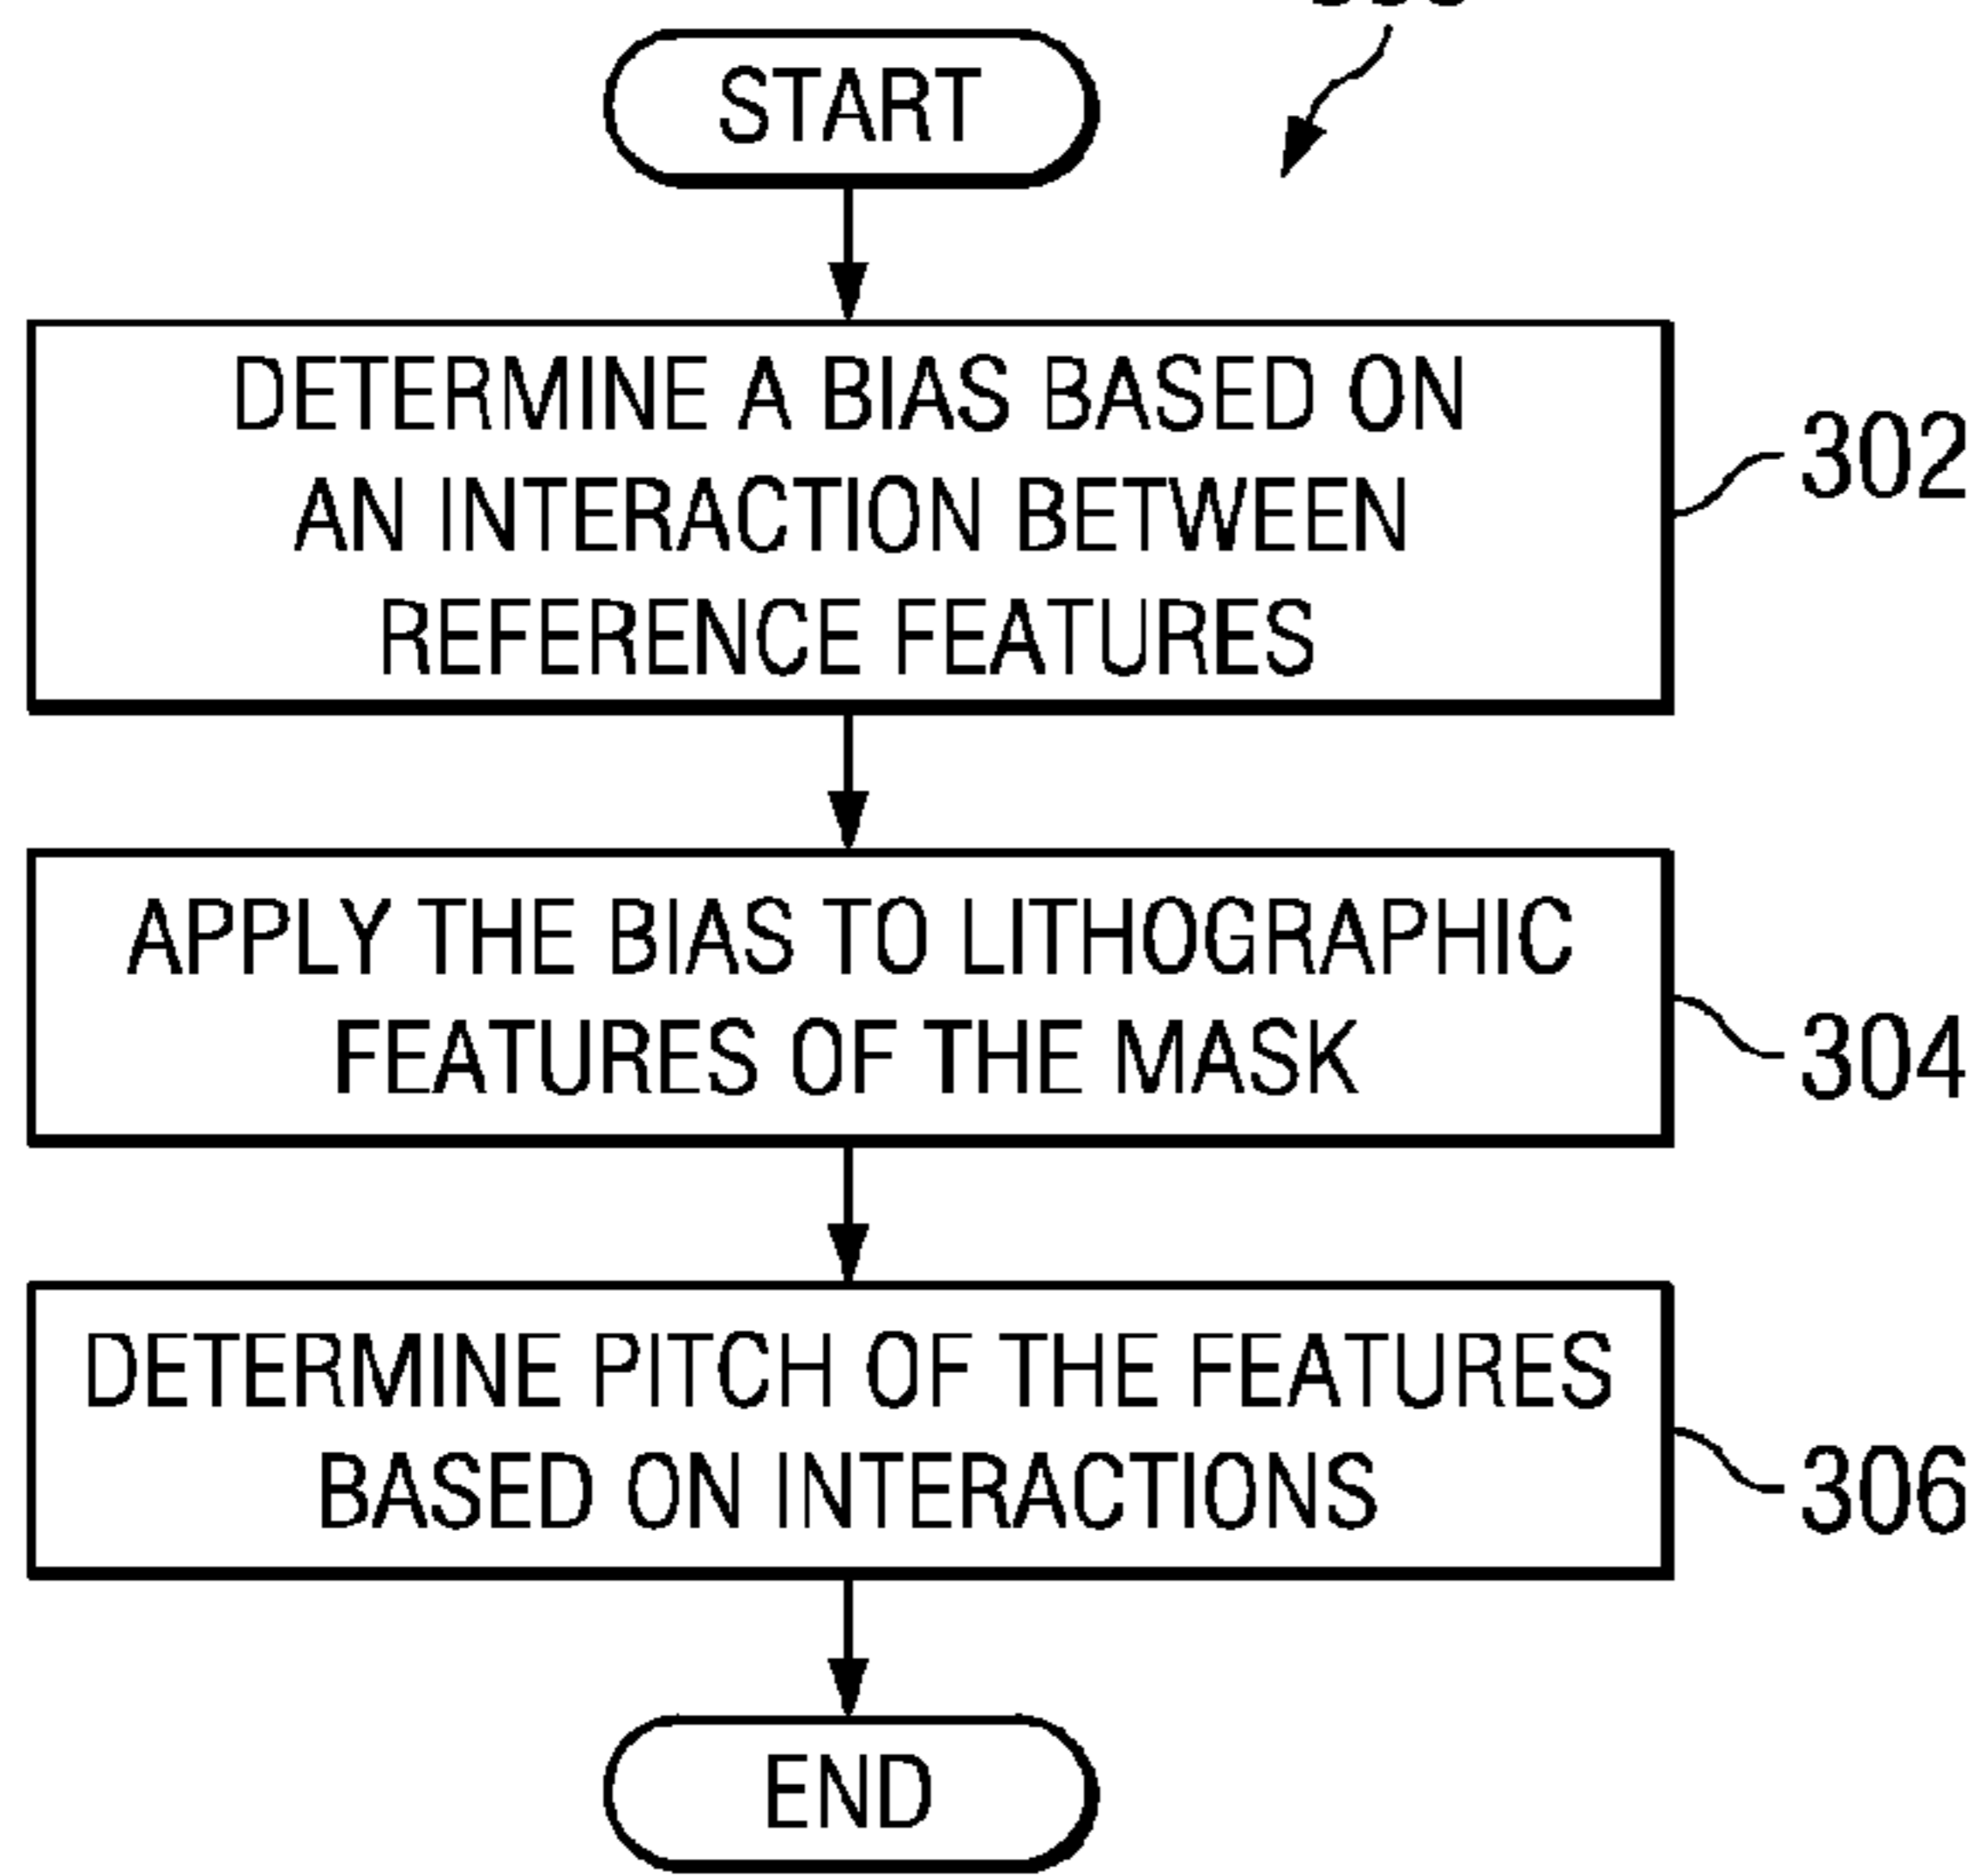 START
DETERMINE A BIAS BASED ON
AN INTERACTION BETWEEN
REFERENCE FEATURES
302
APPLY THE BIAS TO LITHOGRAPHIC
FEATURES OF THE MASK
304
DETERMINE PITCH OF THE FEATURES
BASED ON INTERACTIONS
306
END